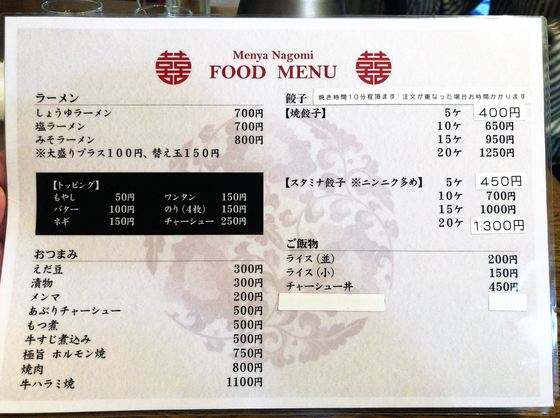 Menya Nagomi
囍 FOOD MENU 囍
ラーメン
しょうゆラーメン 700円
塩ラーメン 700円
みそラーメン 800円
※大盛りプラス100円、替え玉150円
【トッピング】
もやし 50円 ワンタン 150円
バター 100円 のり(4枚) 150円
ネギ 150円 チャーシュー 250円
おつまみ
えだ豆 300円
漬物 300円
メンマ 200円
あぶりチャーシュー 500円
もつ煮 500円
牛すじ煮込み 500円
極旨 ホルモン焼 750円
焼肉 800円
牛ハラミ焼 1100円
餃子 焼き時間10分程頂ます 注文が重なった場合お時間かかります
【焼餃子】 5ケ 400円
10ケ 650円
15ケ 950円
20ケ 1250円
【スタミナ餃子 ※ニンニク多め】 5ケ 450円
10ケ 700円
15ケ 1000円
20ケ 1300円
ご飯物
ライス(並) 200円
ライス(小) 150円
チャーシュー丼 450円